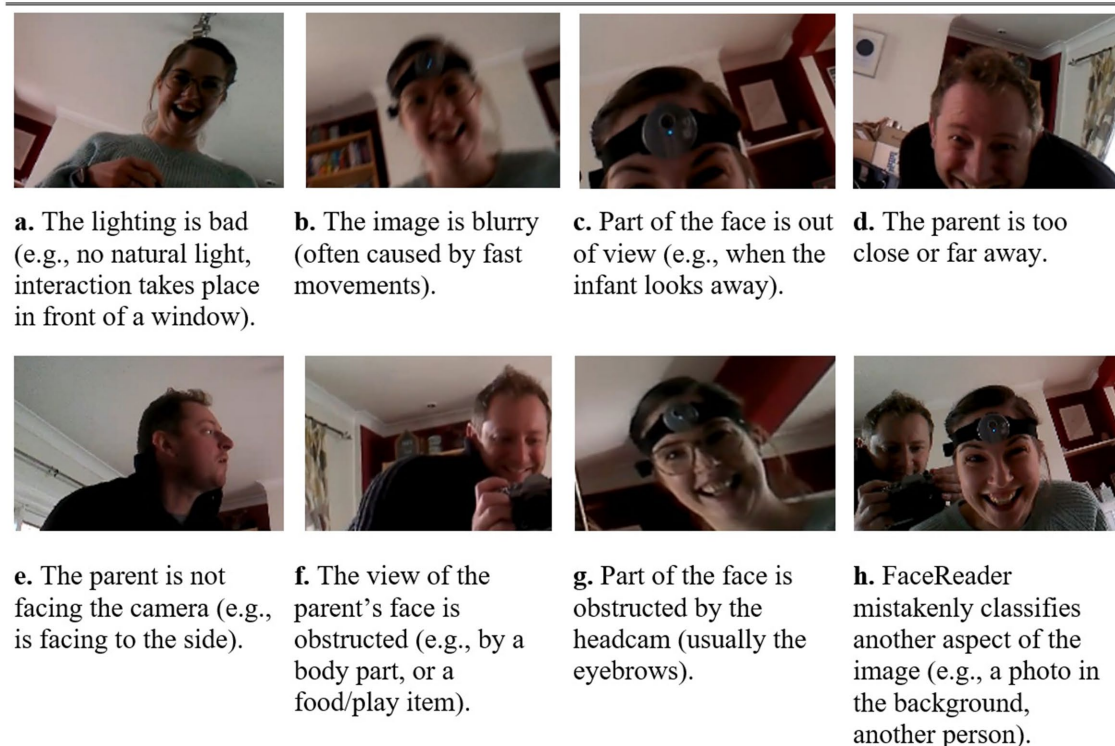 a. The lighting is bad
(e.g., no natural light,
interaction takes place
in front of a window).
b. The image is blurry
(often caused by fast
movements).
c. Part of the face is out
of view (e.g., when the
infant looks away).
d. The parent is too
close or far away.
e. The parent is not
facing the camera (e.g.,
is facing to the side).
f. The view of the
parent’s face is
obstructed (e.g., by a
body part, or a
food/play item).
g. Part of the face is
obstructed by the
headcam (usually the
eyebrows).
h. FaceReader
mistakenly classifies
another aspect of the
image (e.g., a photo in
the background,
another person).